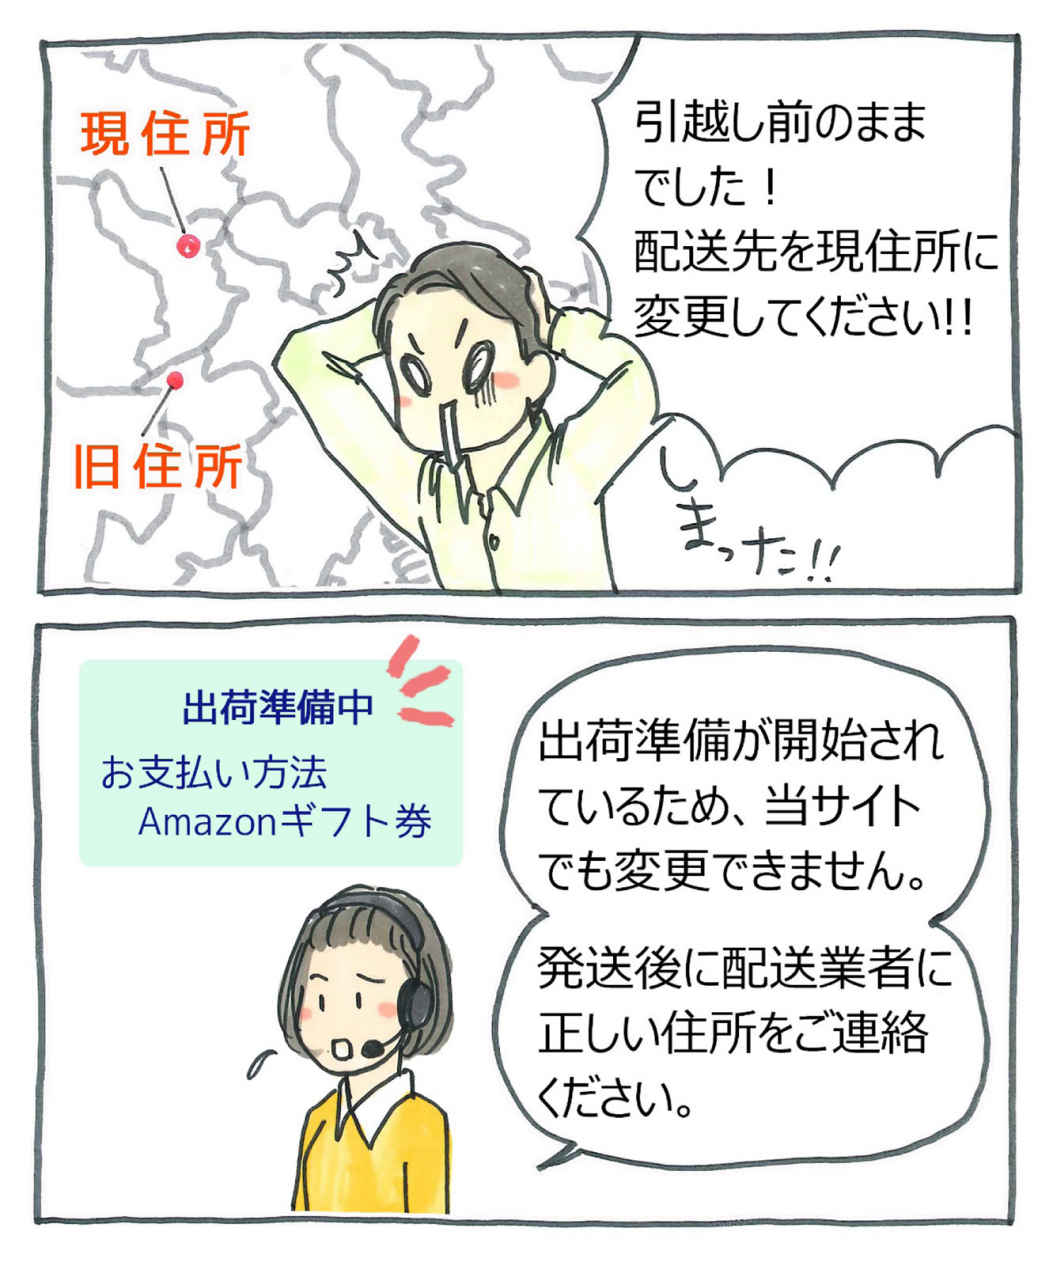 現住所
旧住所
引越し前のまま
でした！
配送先を現住所に
変更してください!!
しまった!!
出荷準備中
お支払い方法
Amazonギフト券
出荷準備が開始され
ているため、当サイト
でも変更できません。
発送後に配送業者に
正しい住所をご連絡
ください。